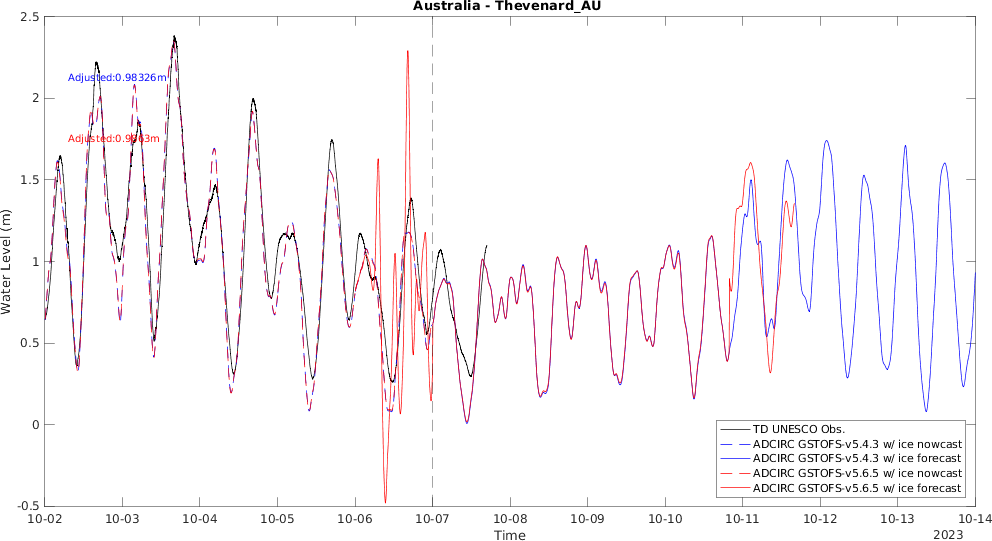 Australia - Thevenard_AU
2.5
2
1.5
1
0.5
0
-0.5
Water Level (m)
Adjusted:0.98326m
TD UNESCO Obs.
ADCIRC GSTOFS-v5.4.3 w/ ice nowcast
ADCIRC GSTOFS-v5.4.3 w/ ice forecast
ADCIRC GSTOFS-v5.6.5 w/ ice nowcast
ADCIRC GSTOFS-v5.6.5 w/ ice forecast
10-02 10-03 10-04 10-05 10-06 10-07 10-08 10-09 10-10 10-11 10-12 10-13 10-14
Time
2023